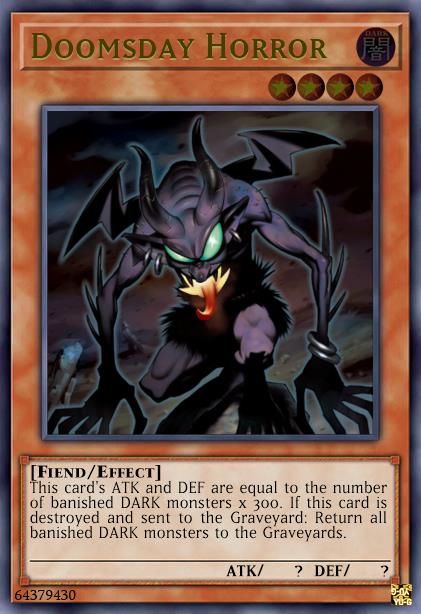 DOOMSDAY HORROR
DARK
闇
[FIEND/EFFECT]
This card's ATK and DEF are equal to the number
of banished DARK monsters x 300. If this card is
destroyed and sent to the Graveyard: Return all
banished DARK monsters to the Graveyards.
ATK/ ? DEF/ ?
64379430